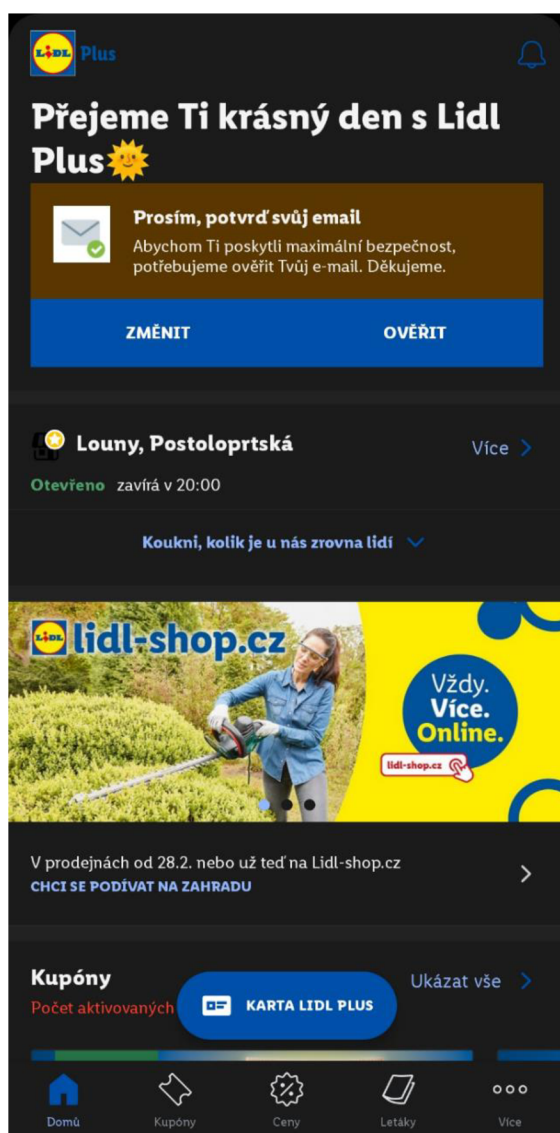 LIDL Plus
Přejeme Ti krásný den s Lidl
Plus🌞
Prosím, potvrď svůj email
Abychom Ti poskytli maximální bezpečnost,
potřebujeme ověřit Tvůj e-mail. Děkujeme.
ZMĚNIT OVĚŘIT
Louny, Postoloprtská
Více
Otevřeno zavírá v 20:00
Koukni, kolik je u nás zrovna lidí
LIDL lidl-shop.cz
Vždy.
Více.
Online.
lidl-shop.cz
V prodejnách od 28.2. nebo už teď na Lidl-shop.cz
CHCI SE PODÍVAT NA ZAHRADU
Kupóny
Ukázat vše
Počet aktivovaných
KARTA LIDL PLUS
Domů Kupóny Ceny Letáky Více